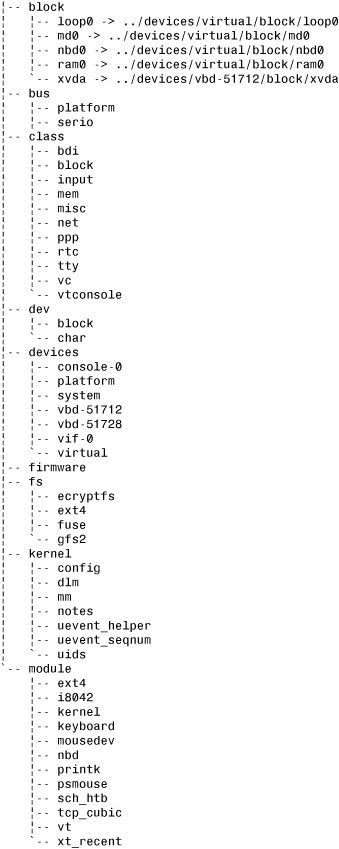 |-- block
|   |-- loop0 -> ../devices/virtual/block/loop0
|   |-- md0 -> ../devices/virtual/block/md0
|   |-- nbd0 -> ../devices/virtual/block/nbd0
|   |-- ram0 -> ../devices/virtual/block/ram0
|   `-- xvda -> ../devices/vbd-51712/block/xvda
|-- bus
|   |-- platform
|   `-- serio
|-- class
|   |-- bdi
|   |-- block
|   |-- input
|   |-- mem
|   |-- misc
|   |-- net
|   |-- ppp
|   |-- rtc
|   |-- tty
|   |-- vc
|   `-- vtconsole
|-- dev
|   |-- block
|   `-- char
|-- devices
|   |-- console-0
|   |-- platform
|   |-- system
|   |-- vbd-51712
|   |-- vbd-51728
|   |-- vif-0
|   `-- virtual
|-- firmware
|-- fs
|   |-- ecryptfs
|   |-- ext4
|   |-- fuse
|   `-- gfs2
|-- kernel
|   |-- config
|   |-- dlm
|   |-- mm
|   |-- notes
|   |-- uevent_helper
|   |-- uevent_seqnum
|   `-- uids
`-- module
    |-- ext4
    |-- i8042
    |-- kernel
    |-- keyboard
    |-- mousedev
    |-- nbd
    |-- printk
    |-- psmouse
    |-- sch_htb
    |-- tcp_cubic
    |-- vt
    `-- xt_recent